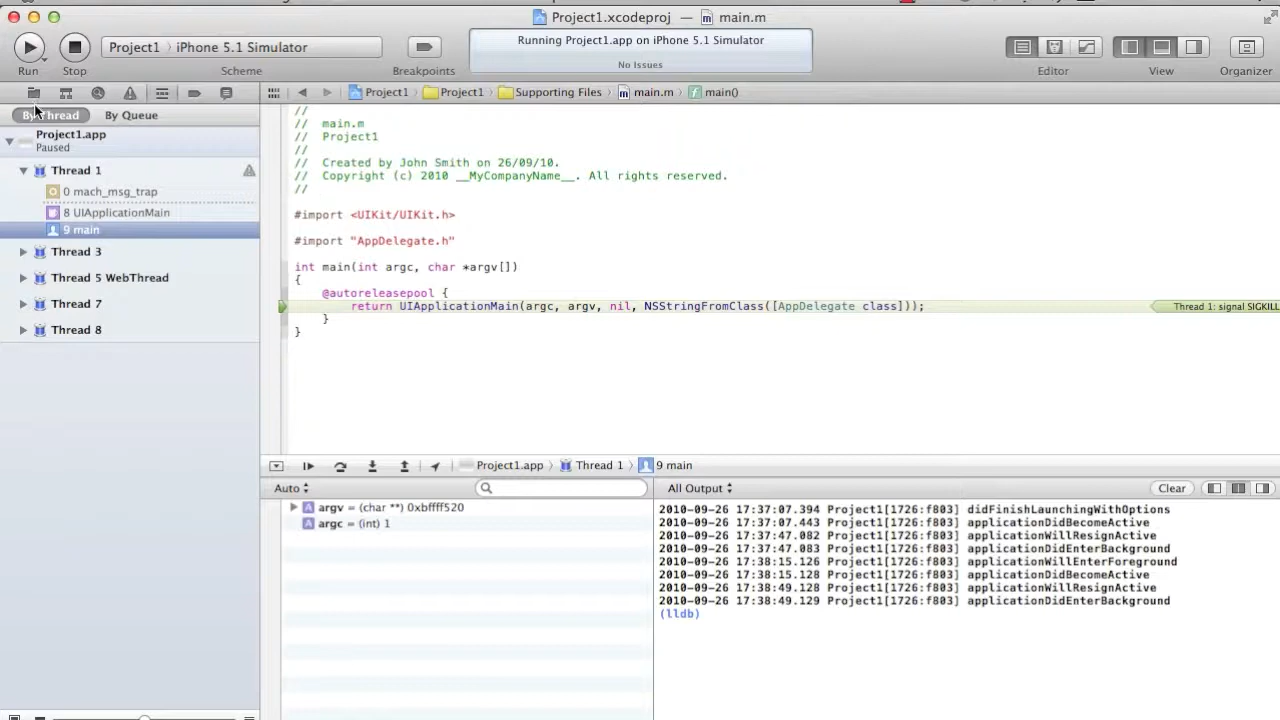 Project1.xcodeproj — main.m
Run
Stop
Project1 〉 iPhone 5.1 Simulator
Scheme
Breakpoints
Running Project1.app on iPhone 5.1 Simulator
No Issues
Editor
View
Organizer
Project1 〉 Project1 〉 Supporting Files 〉 main.m 〉 main()
By Thread
By Queue
Project1.app
Paused
Thread 1
0 mach_msg_trap
8 UIApplicationMain
9 main
Thread 3
Thread 5 WebThread
Thread 7
Thread 8
//
// main.m
// Project1
//
// Created by John Smith on 26/09/10.
// Copyright (c) 2010 __MyCompanyName__. All rights reserved.
//
#import <UIKit/UIKit.h>
#import "AppDelegate.h"
int main(int argc, char *argv[])
{
@autoreleasepool {
return UIApplicationMain(argc, argv, nil, NSStringFromClass([AppDelegate class]));
Thread 1: signal SIGKILL
}
}
Project1.app 〉 Thread 1 〉 9 main
Auto
All Output
Clear
argv = (char **) 0xbffff520
argc = (int) 1
2010-09-26 17:37:07.394 Project1[1726:f803] didFinishLaunchingWithOptions
2010-09-26 17:37:07.443 Project1[1726:f803] applicationDidBecomeActive
2010-09-26 17:37:47.082 Project1[1726:f803] applicationWillResignActive
2010-09-26 17:37:47.083 Project1[1726:f803] applicationDidEnterBackground
2010-09-26 17:38:15.126 Project1[1726:f803] applicationWillEnterForeground
2010-09-26 17:38:15.128 Project1[1726:f803] applicationDidBecomeActive
2010-09-26 17:38:49.128 Project1[1726:f803] applicationWillResignActive
2010-09-26 17:38:49.129 Project1[1726:f803] applicationDidEnterBackground
(lldb)